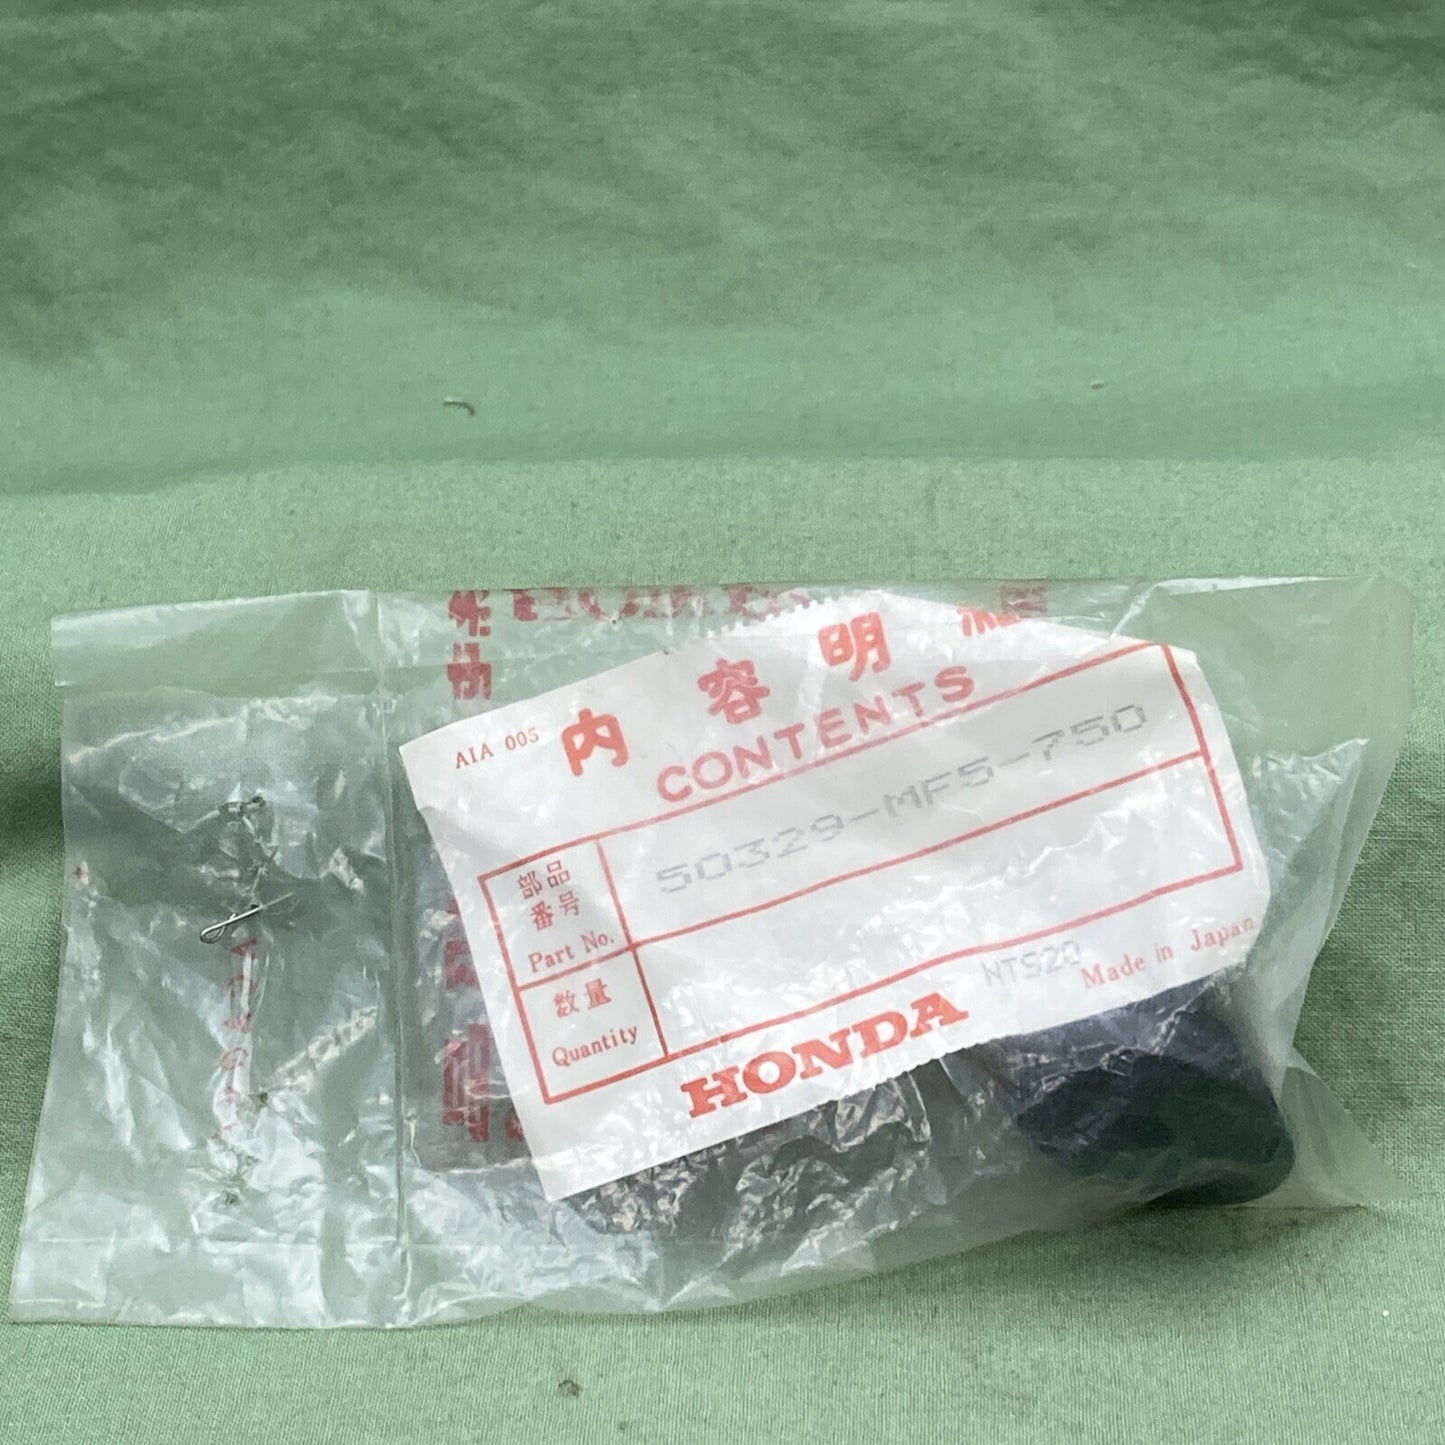 AIA 005
内容明細
CONTENTS
部品
番号
Part No.
50329-MF5-750
数量
Quantity
NTS20
HONDA
Made in Japan